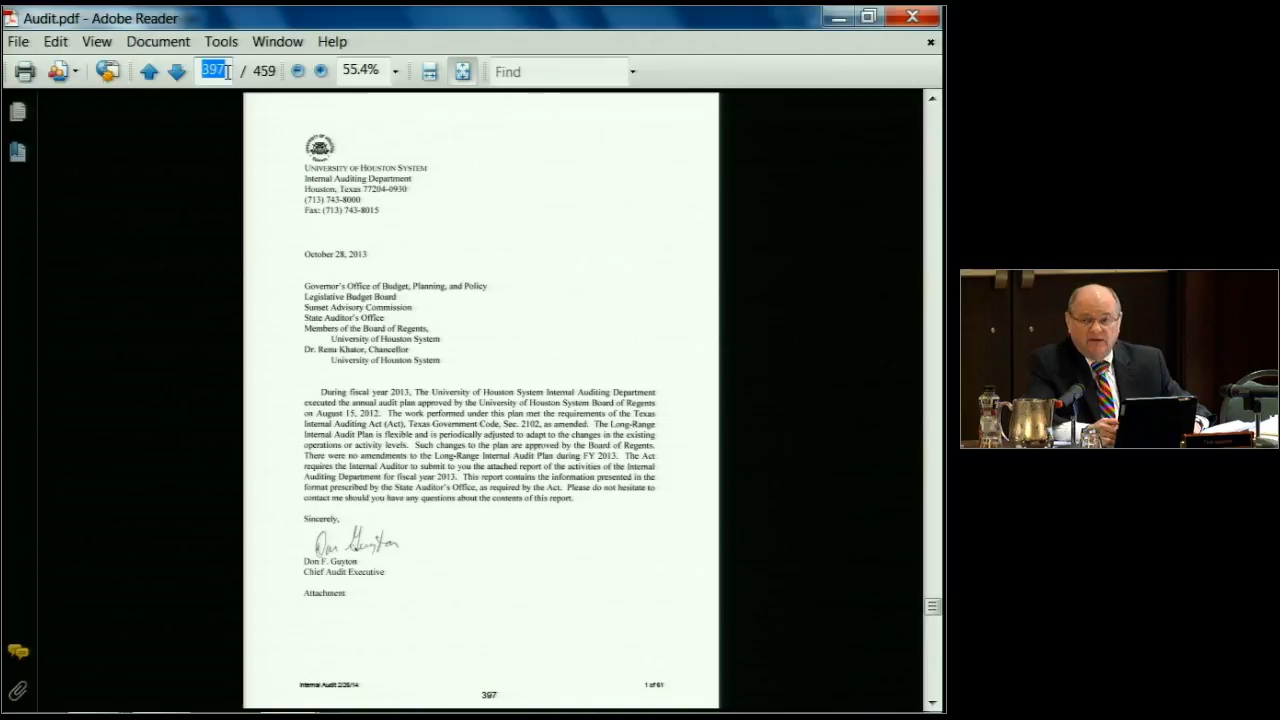 Audit.pdf - Adobe Reader
File Edit View Document Tools Window Help
397 / 459 55.4% Find
UNIVERSITY OF HOUSTON SYSTEM
Internal Auditing Department
Houston, Texas 77204-0930
(713) 743-8000
Fax: (713) 743-8015
October 28, 2013
Governor's Office of Budget, Planning, and Policy
Legislative Budget Board
Sunset Advisory Commission
State Auditor's Office
Members of the Board of Regents,
University of Houston System
Dr. Renu Khator, Chancellor
University of Houston System
During fiscal year 2013, The University of Houston System Internal Auditing Department
executed the annual audit plan approved by the University of Houston System Board of Regents
on August 15, 2012. The work performed under this plan met the requirements of the Texas
Internal Auditing Act (Act), Texas Government Code, Sec. 2102, as amended. The Long-Range
Internal Audit Plan is flexible and is periodically adjusted to adapt to the changes in the existing
operations or activity levels. Such changes to the plan are approved by the Board of Regents.
There were no amendments to the Long-Range Internal Audit Plan during FY 2013. The Act
requires the Internal Auditor to submit to you the attached report of the activities of the Internal
Auditing Department for fiscal year 2013. This report contains the information presented in the
format prescribed by the State Auditor's Office, as required by the Act. Please do not hesitate to
contact me should you have any questions about the contents of this report.
Sincerely,
Don Guyton
Don F. Guyton
Chief Audit Executive
Attachment
Internal Audit 2/26/14 1 of 61
397